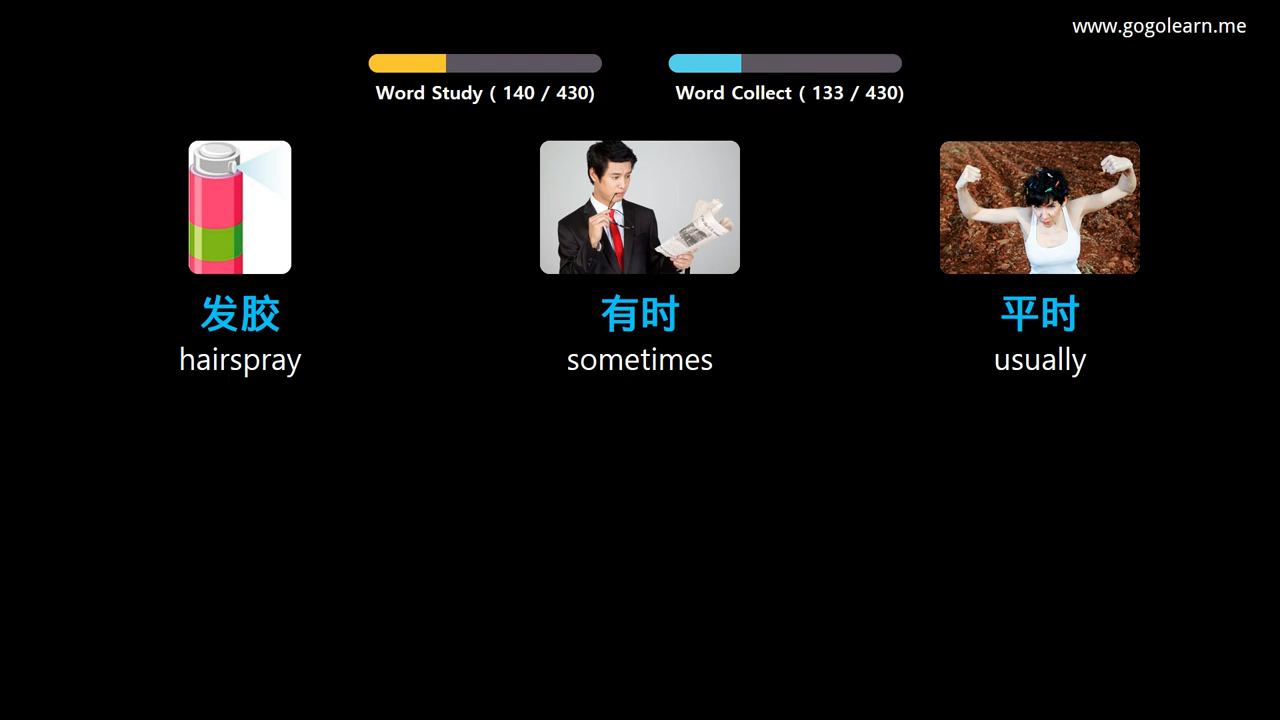 www.gogolearn.me
Word Study ( 140 / 430)
Word Collect ( 133 / 430)
发胶
hairspray
有时
sometimes
平时
usually